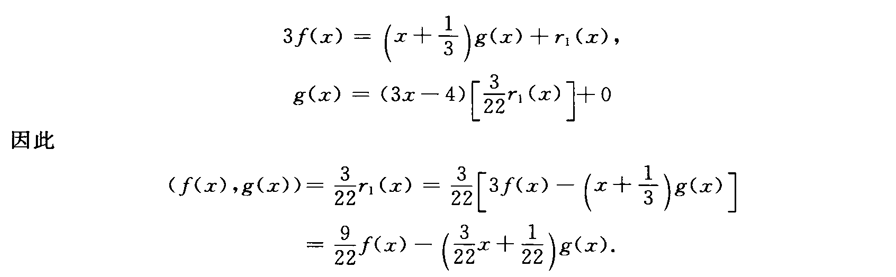 3f(x) = (x + 1/3)g(x) + r₁(x),
g(x) = (3x − 4)[3/22 r₁(x)] + 0
因此
(f(x), g(x)) = 3/22 r₁(x) = 3/22[3f(x) − (x + 1/3)g(x)]
= 9/22 f(x) − (3/22 x + 1/22)g(x).